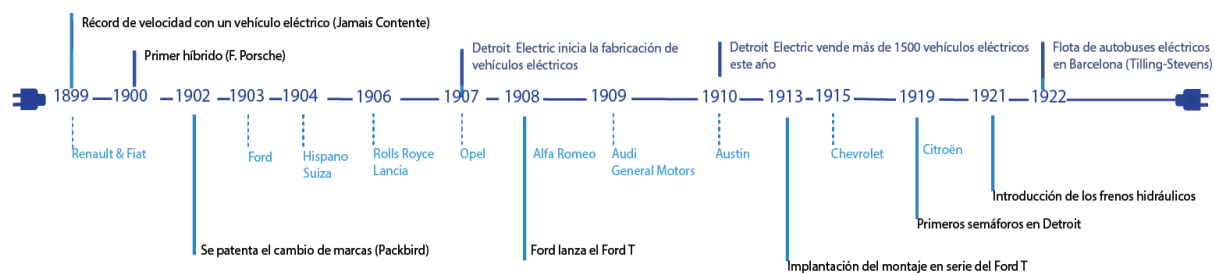 Récord de velocidad con un vehículo eléctrico (Jamais Contente)
Primer híbrido (F. Porsche)
Detroit Electric inicia la fabricación de
vehículos eléctricos
Detroit Electric vende más de 1500 vehículos eléctricos
este año
Flota de autobuses eléctricos
en Barcelona (Tilling-Stevens)
1899 1900 1902 1903 1904 1906 1907 1908 1909 1910 1913 1915 1919 1921 1922
Renault & Fiat
Ford
Hispano
Suiza
Rolls Royce
Lancia
Opel
Alfa Romeo
Audi
General Motors
Austin
Chevrolet
Citroën
Introducción de los frenos hidráulicos
Primeros semáforos en Detroit
Se patenta el cambio de marcas (Packbird)
Ford lanza el Ford T
Implantación del montaje en serie del Ford T